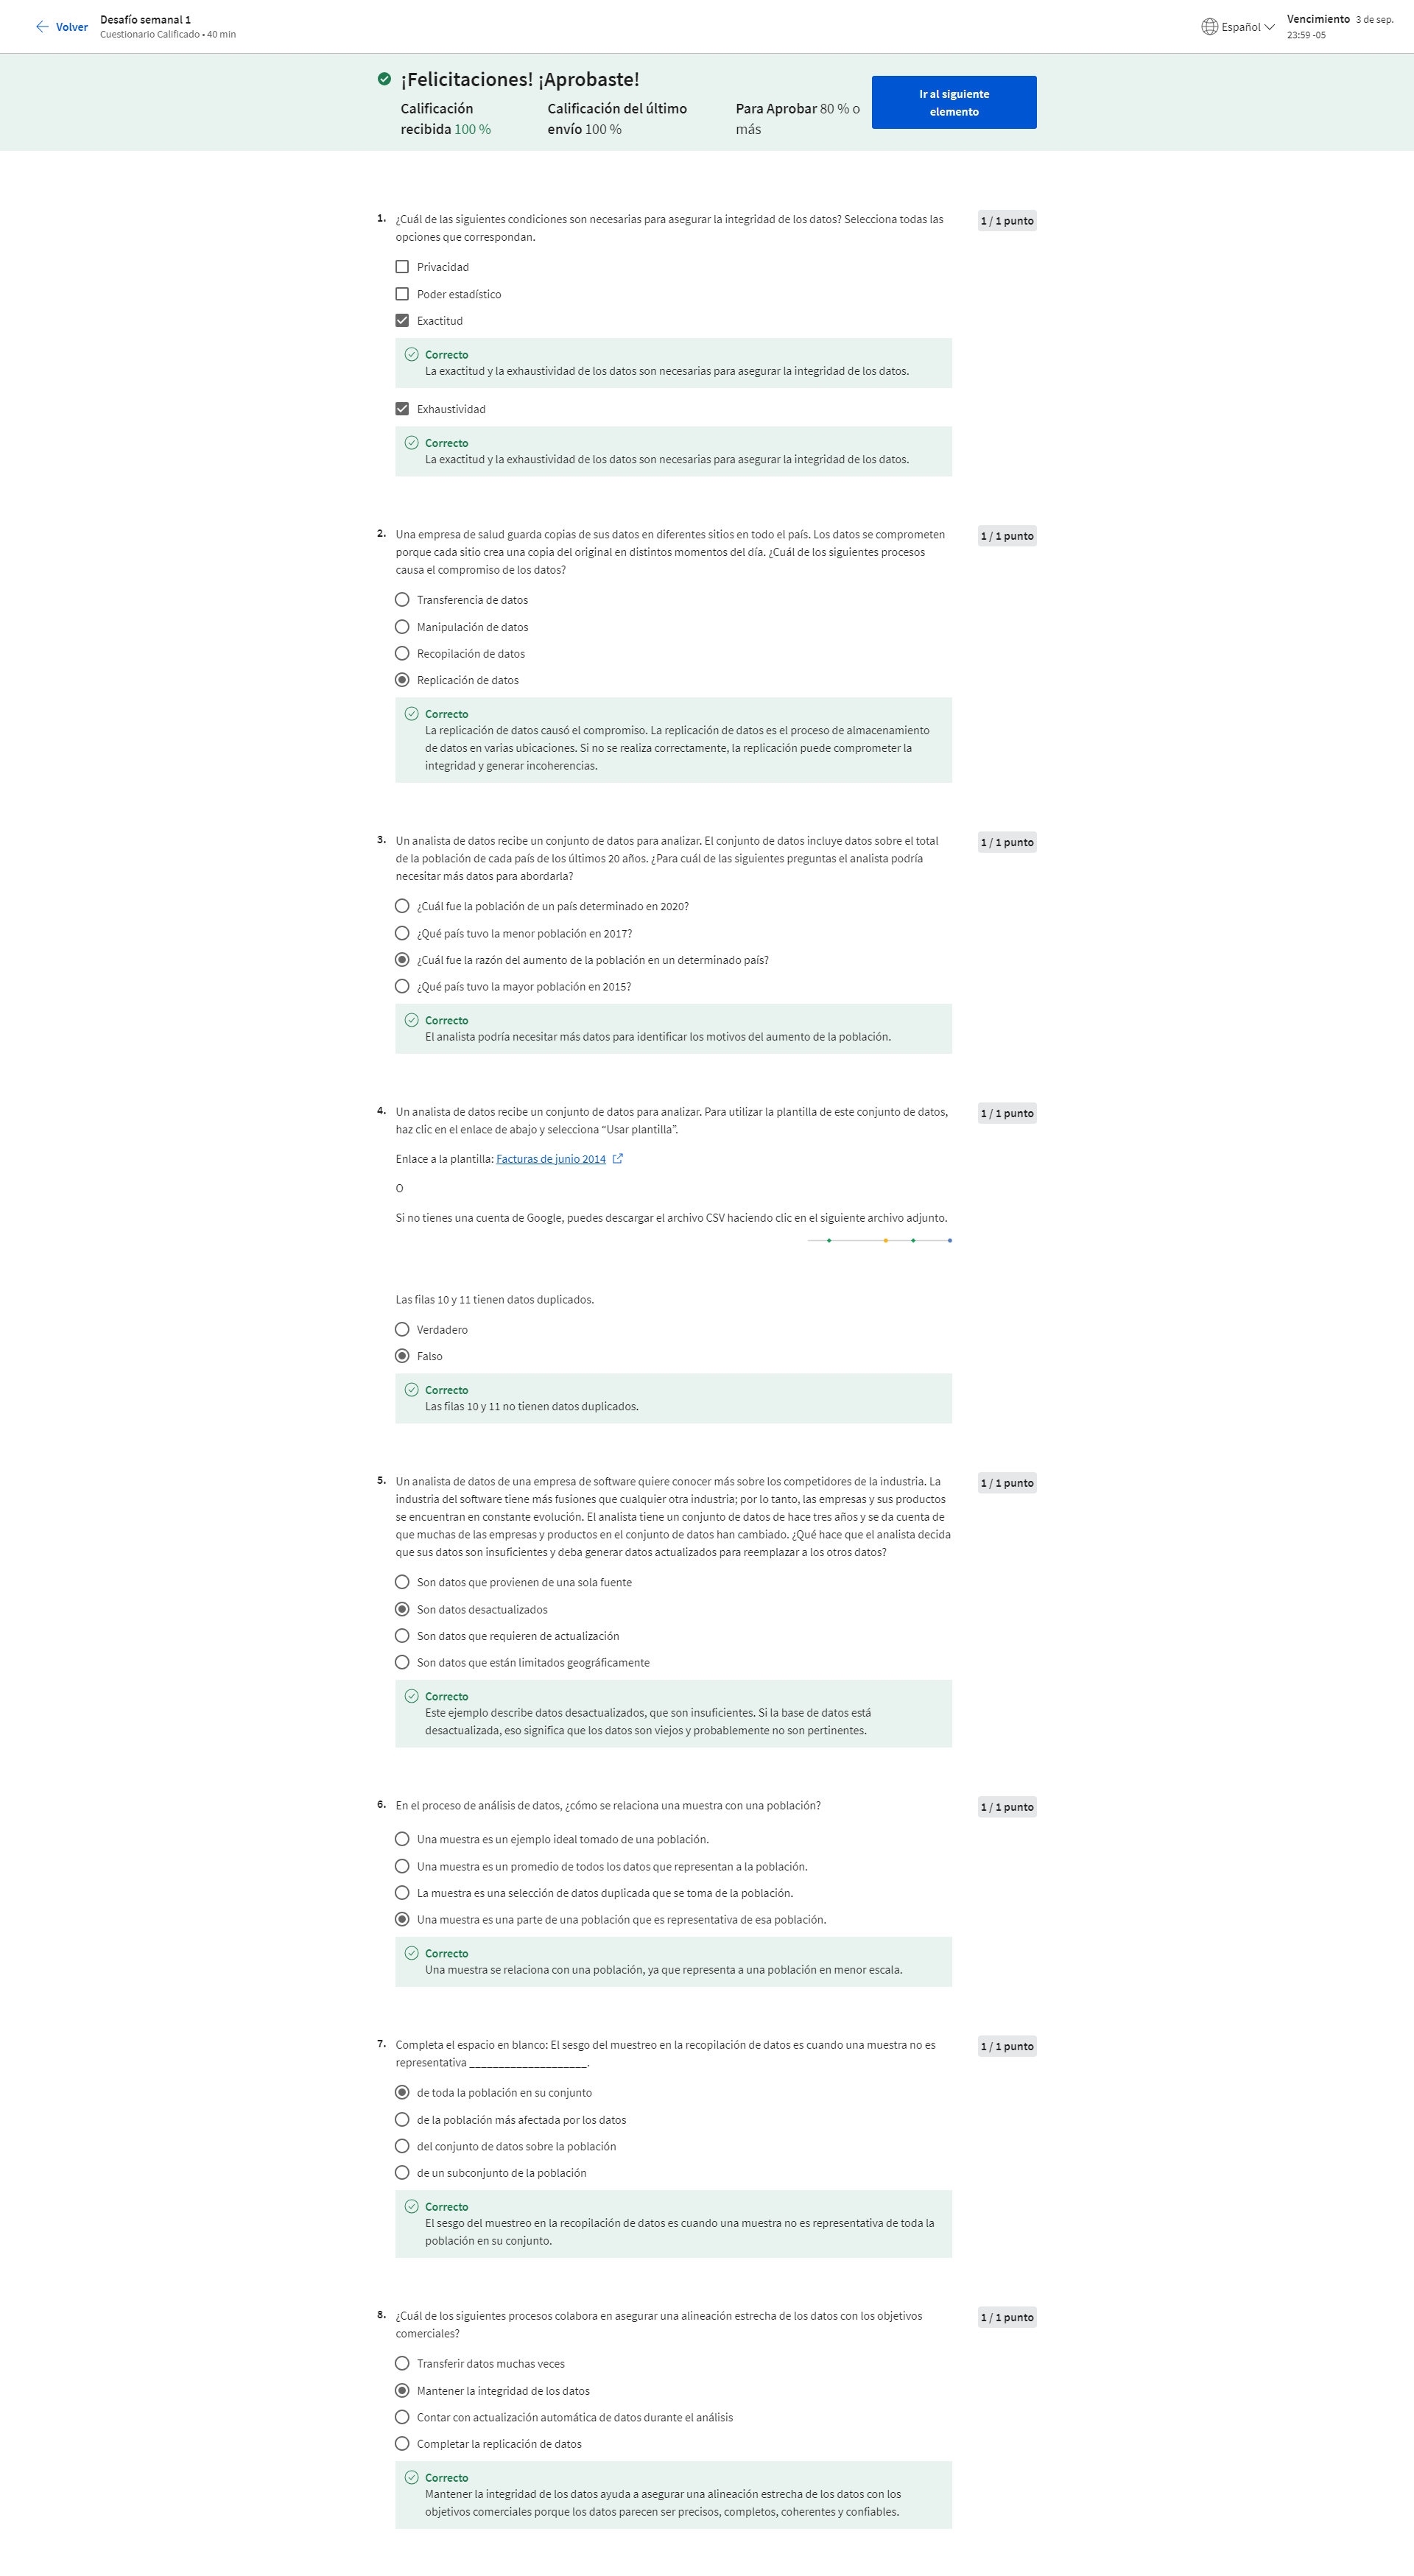 Volver
Desafío semanal 1
Cuestionario Calificado • 40 min
Español
Vencimiento 3 de sep.
23:59 -05
¡Felicitaciones! ¡Aprobaste!
Calificación
recibida 100 %
Calificación del último
envío 100 %
Para Aprobar 80 % o
más
Ir al siguiente
elemento
1. ¿Cuál de las siguientes condiciones son necesarias para asegurar la integridad de los datos? Selecciona todas las
opciones que correspondan.
1 / 1 punto
Privacidad
Poder estadístico
Exactitud
Correcto
La exactitud y la exhaustividad de los datos son necesarias para asegurar la integridad de los datos.
Exhaustividad
Correcto
La exactitud y la exhaustividad de los datos son necesarias para asegurar la integridad de los datos.
2. Una empresa de salud guarda copias de sus datos en diferentes sitios en todo el país. Los datos se comprometen
porque cada sitio crea una copia del original en distintos momentos del día. ¿Cuál de los siguientes procesos
causa el compromiso de los datos?
1 / 1 punto
Transferencia de datos
Manipulación de datos
Recopilación de datos
Replicación de datos
Correcto
La replicación de datos causó el compromiso. La replicación de datos es el proceso de almacenamiento
de datos en varias ubicaciones. Si no se realiza correctamente, la replicación puede comprometer la
integridad y generar incoherencias.
3. Un analista de datos recibe un conjunto de datos para analizar. El conjunto de datos incluye datos sobre el total
de la población de cada país de los últimos 20 años. ¿Para cuál de las siguientes preguntas el analista podría
necesitar más datos para abordarla?
1 / 1 punto
¿Cuál fue la población de un país determinado en 2020?
¿Qué país tuvo la menor población en 2017?
¿Cuál fue la razón del aumento de la población en un determinado país?
¿Qué país tuvo la mayor población en 2015?
Correcto
El analista podría necesitar más datos para identificar los motivos del aumento de la población.
4. Un analista de datos recibe un conjunto de datos para analizar. Para utilizar la plantilla de este conjunto de datos,
haz clic en el enlace de abajo y selecciona “Usar plantilla”.
1 / 1 punto
Enlace a la plantilla: Facturas de junio 2014
O
Si no tienes una cuenta de Google, puedes descargar el archivo CSV haciendo clic en el siguiente archivo adjunto.
Las filas 10 y 11 tienen datos duplicados.
Verdadero
Falso
Correcto
Las filas 10 y 11 no tienen datos duplicados.
5. Un analista de datos de una empresa de software quiere conocer más sobre los competidores de la industria. La
industria del software tiene más fusiones que cualquier otra industria; por lo tanto, las empresas y sus productos
se encuentran en constante evolución. El analista tiene un conjunto de datos de hace tres años y se da cuenta de
que muchas de las empresas y productos en el conjunto de datos han cambiado. ¿Qué hace que el analista decida
que sus datos son insuficientes y deba generar datos actualizados para reemplazar a los otros datos?
1 / 1 punto
Son datos que provienen de una sola fuente
Son datos desactualizados
Son datos que requieren de actualización
Son datos que están limitados geográficamente
Correcto
Este ejemplo describe datos desactualizados, que son insuficientes. Si la base de datos está
desactualizada, eso significa que los datos son viejos y probablemente no son pertinentes.
6. En el proceso de análisis de datos, ¿cómo se relaciona una muestra con una población?
1 / 1 punto
Una muestra es un ejemplo ideal tomado de una población.
Una muestra es un promedio de todos los datos que representan a la población.
La muestra es una selección de datos duplicada que se toma de la población.
Una muestra es una parte de una población que es representativa de esa población.
Correcto
Una muestra se relaciona con una población, ya que representa a una población en menor escala.
7. Completa el espacio en blanco: El sesgo del muestreo en la recopilación de datos es cuando una muestra no es
representativa ____________________.
1 / 1 punto
de toda la población en su conjunto
de la población más afectada por los datos
del conjunto de datos sobre la población
de un subconjunto de la población
Correcto
El sesgo del muestreo en la recopilación de datos es cuando una muestra no es representativa de toda la
población en su conjunto.
8. ¿Cuál de los siguientes procesos colabora en asegurar una alineación estrecha de los datos con los objetivos
comerciales?
1 / 1 punto
Transferir datos muchas veces
Mantener la integridad de los datos
Contar con actualización automática de datos durante el análisis
Completar la replicación de datos
Correcto
Mantener la integridad de los datos ayuda a asegurar una alineación estrecha de los datos con los
objetivos comerciales porque los datos parecen ser precisos, completos, coherentes y confiables.